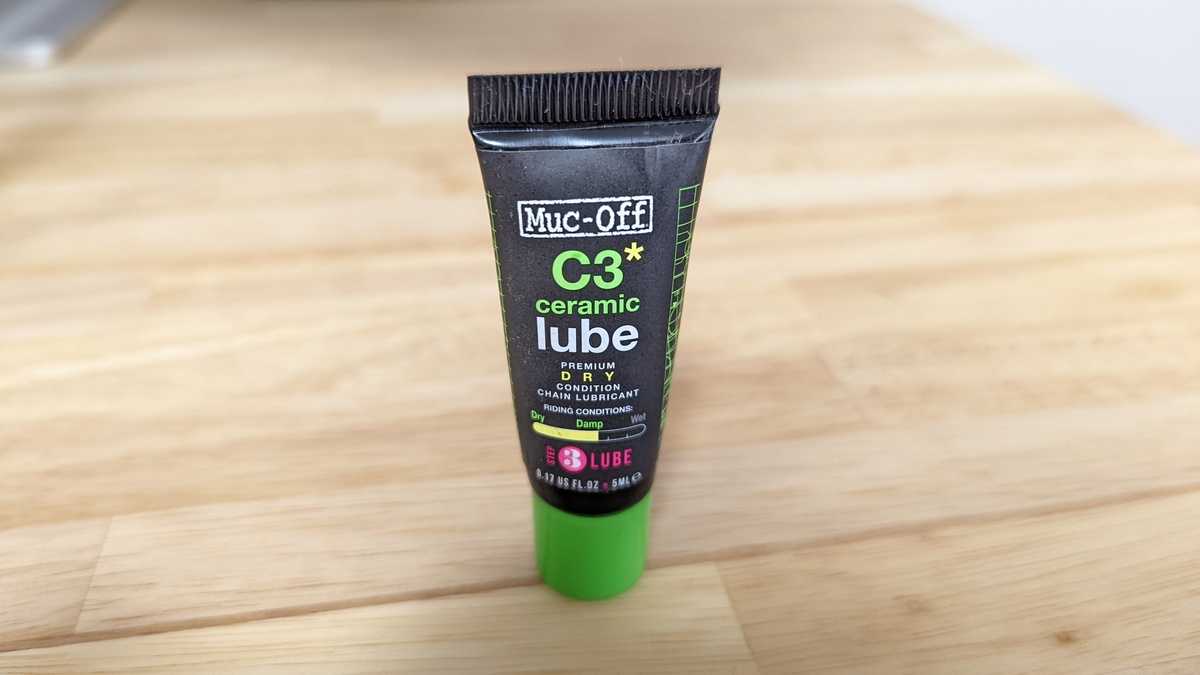 Muc-Off
C3*
ceramic
lube
PREMIUM
DRY
CONDITION
CHAIN LUBRICANT
RIDING CONDITIONS:
Dry Damp Wet
STEP 3 LUBE
0.17 US FL.OZ • 5ML ℮